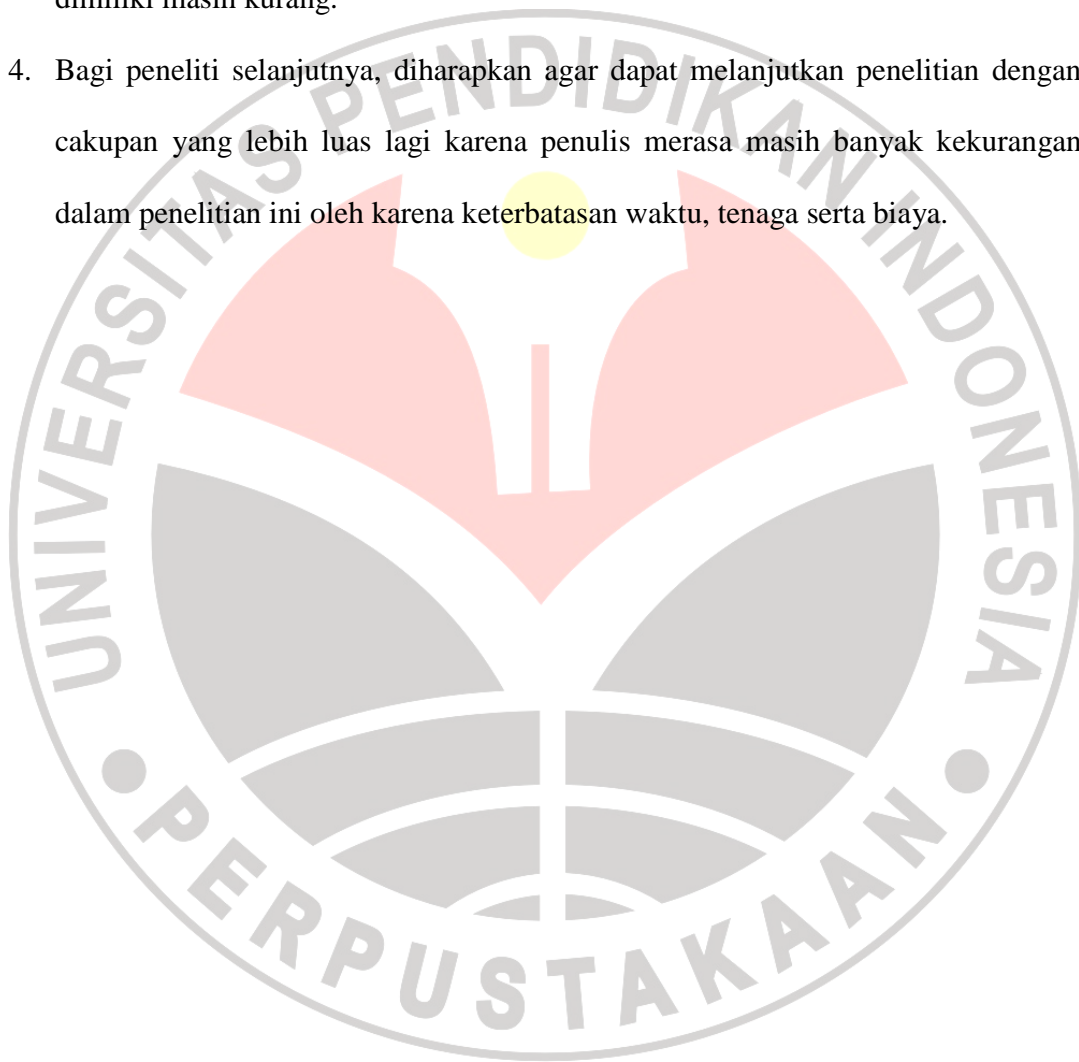 dimiliki masih kurang.
4. Bagi peneliti selanjutnya, diharapkan agar dapat melanjutkan penelitian dengan
cakupan yang lebih luas lagi karena penulis merasa masih banyak kekurangan
dalam penelitian ini oleh karena keterbatasan waktu, tenaga serta biaya.
UNIVERSITAS PENDIDIKAN INDONESIA
PERPUSTAKAAN